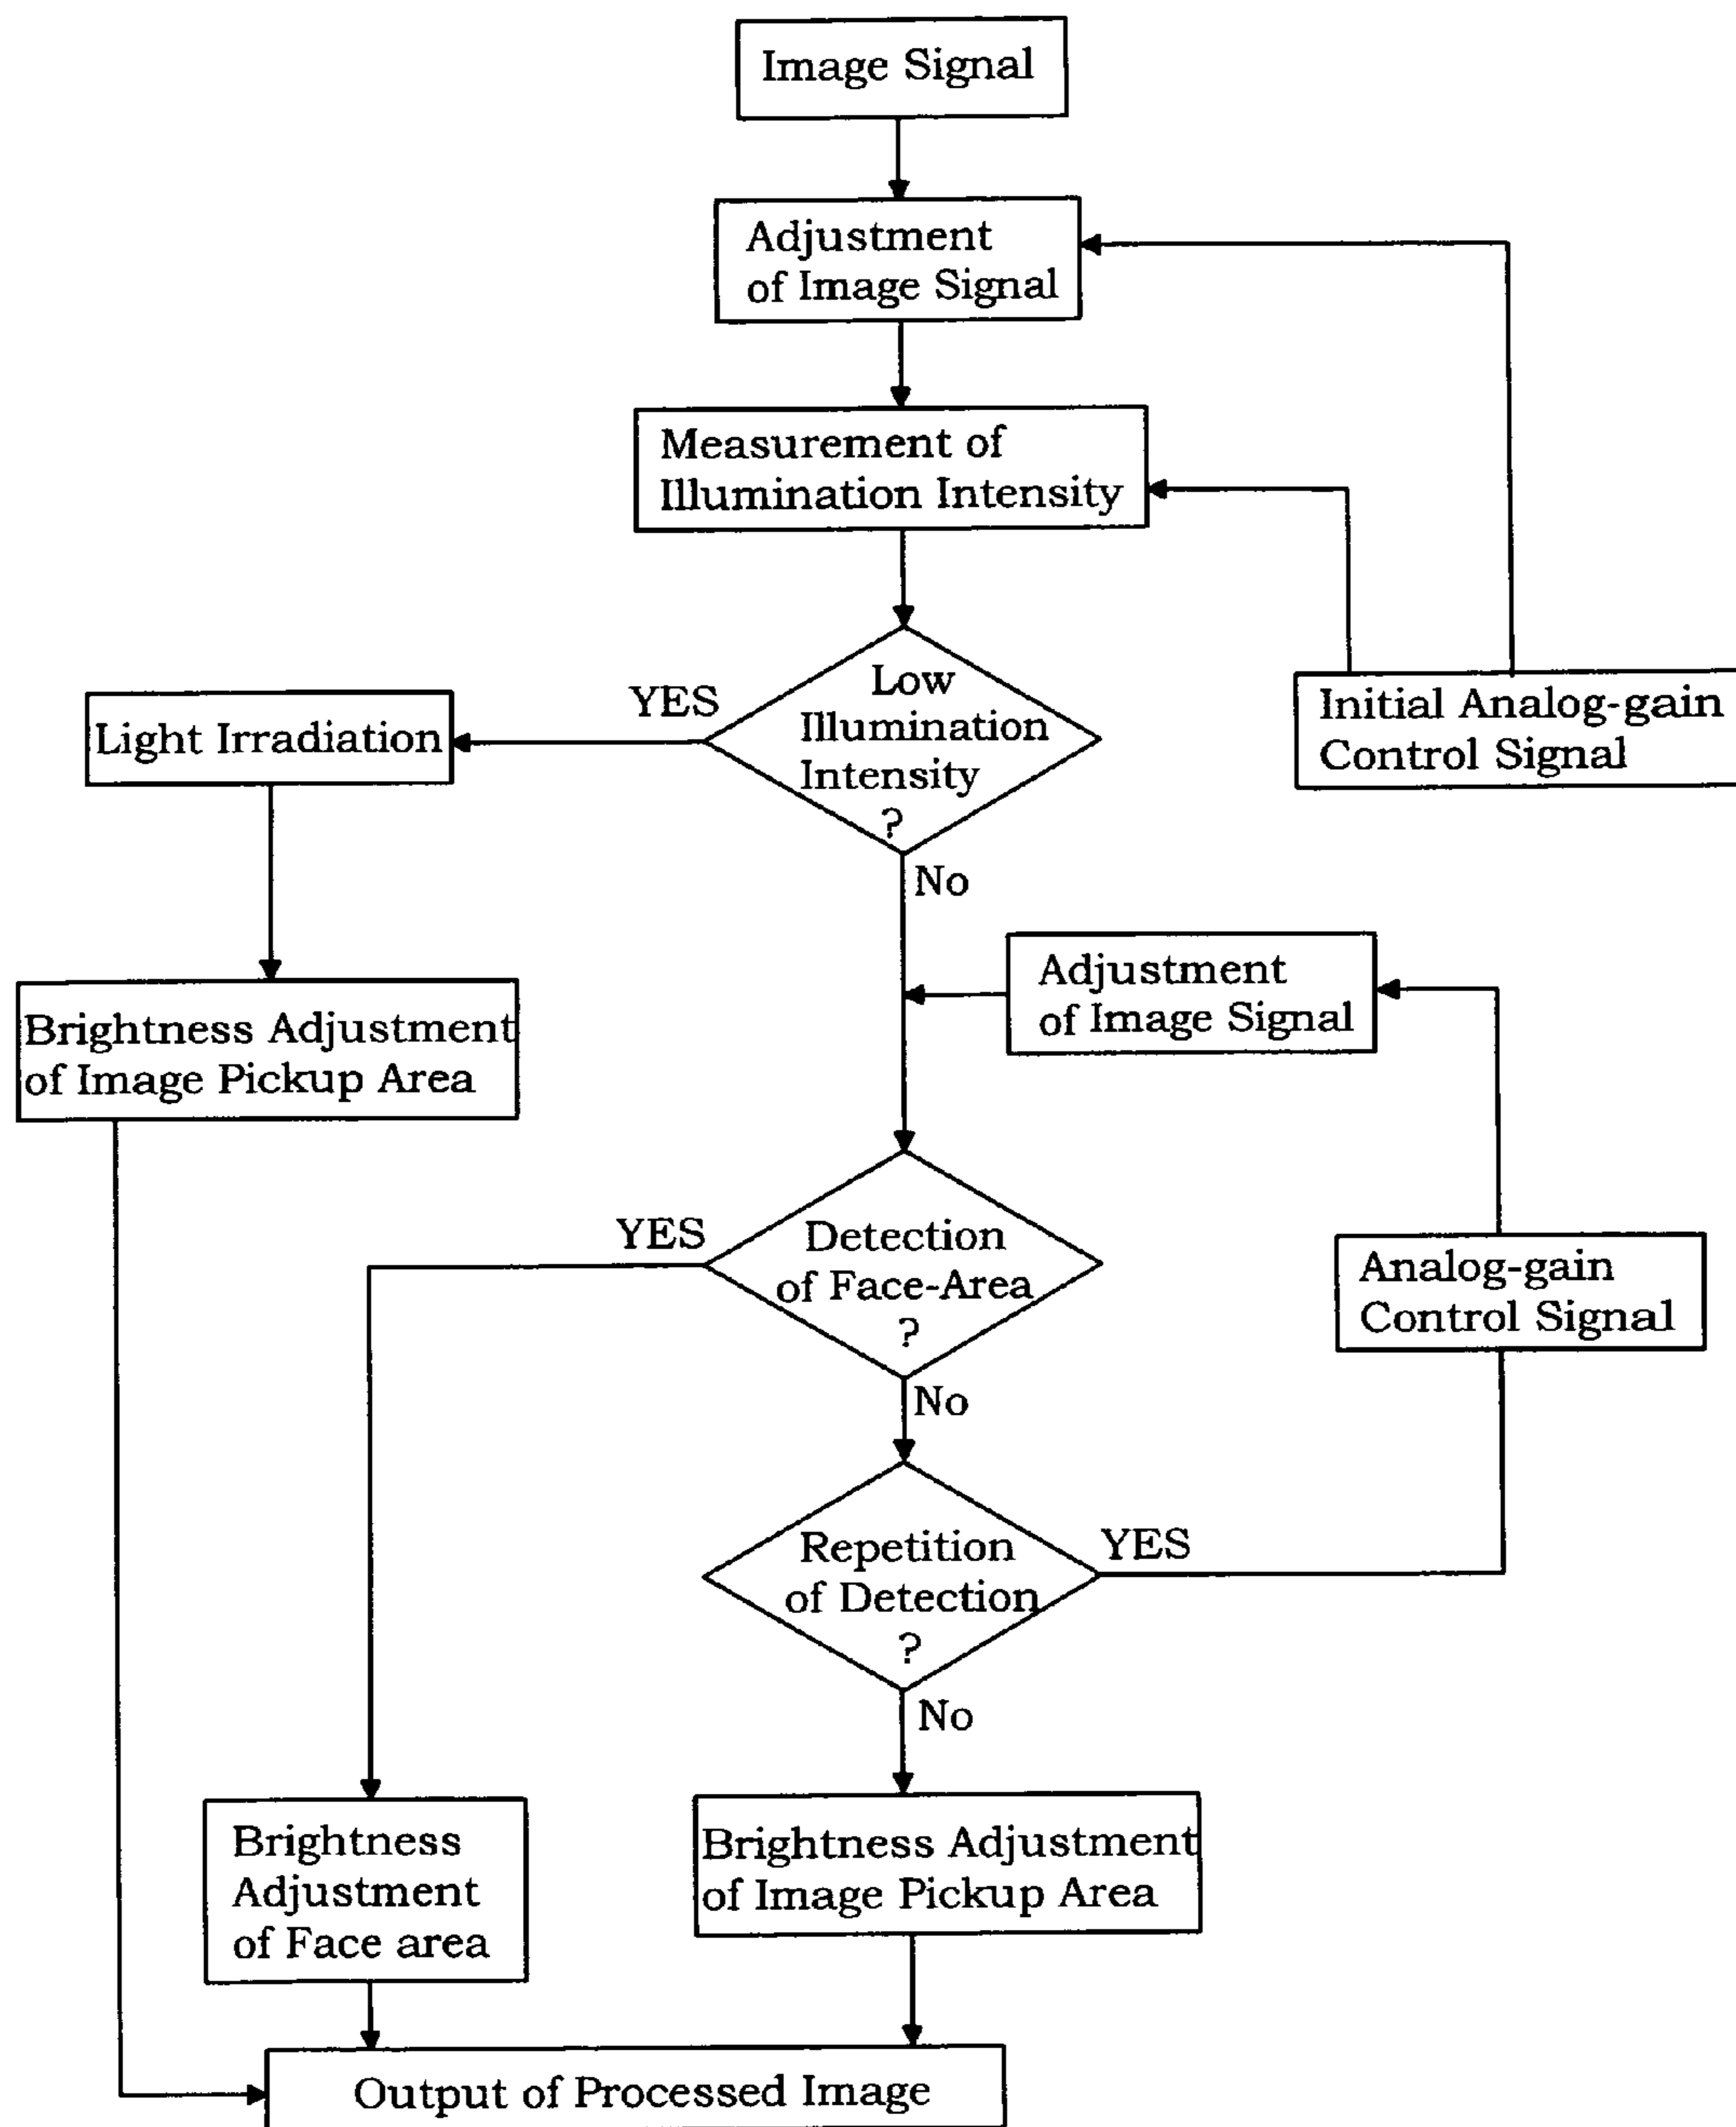 Image Signal
Adjustment
of Image Signal
Measurement of
Illumination Intensity
Low
Illumination
Intensity
?
YES
No
Light Irradiation
Initial Analog-gain
Control Signal
Brightness Adjustment
of Image Pickup Area
Adjustment
of Image Signal
Detection
of Face-Area
?
YES
No
Analog-gain
Control Signal
Repetition
of Detection
?
YES
No
Brightness
Adjustment
of Face area
Brightness Adjustment
of Image Pickup Area
Output of Processed Image